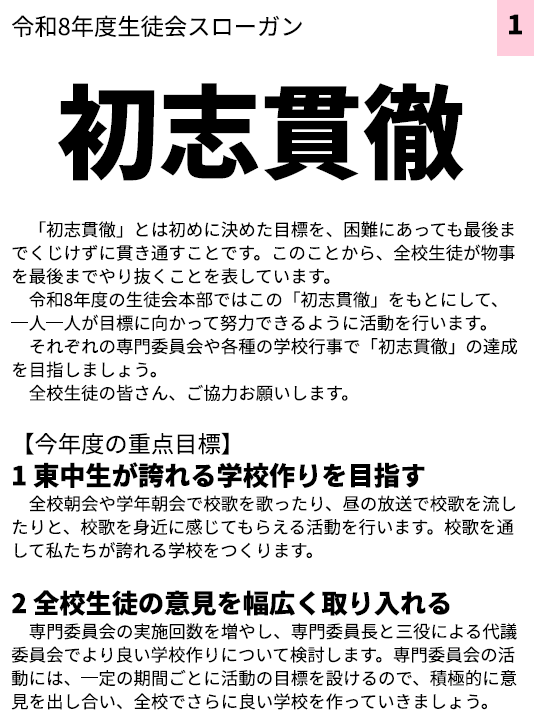 令和8年度生徒会スローガン
1
初志貫徹
「初志貫徹」とは初めに決めた目標を、困難にあっても最後ま
でくじけずに貫き通すことです。このことから、全校生徒が物事
を最後までやり抜くことを表しています。
令和8年度の生徒会本部ではこの「初志貫徹」をもとにして、
一人一人が目標に向かって努力できるように活動を行います。
それぞれの専門委員会や各種の学校行事で「初志貫徹」の達成
を目指しましょう。
全校生徒の皆さん、ご協力お願いします。
【今年度の重点目標】
1 東中生が誇れる学校作りを目指す
全校朝会や学年朝会で校歌を歌ったり、昼の放送で校歌を流し
たりと、校歌を身近に感じてもらえる活動を行います。校歌を通
して私たちが誇れる学校をつくります。
2 全校生徒の意見を幅広く取り入れる
専門委員会の実施回数を増やし、専門委員長と三役による代議
委員会でより良い学校作りについて検討します。専門委員会の活
動には、一定の期間ごとに活動の目標を設けるので、積極的に意
見を出し合い、全校でさらに良い学校を作っていきましょう。